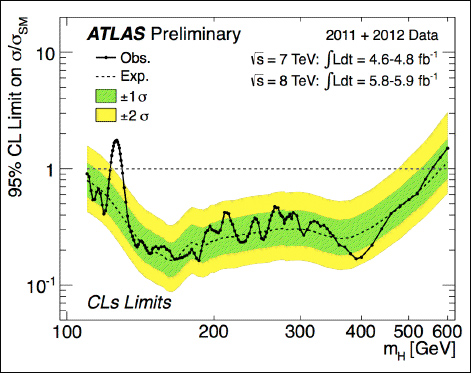 ATLAS Preliminary
2011 + 2012 Data
Obs.
√s = 7 TeV: ∫Ldt = 4.6-4.8 fb⁻¹
Exp.
√s = 8 TeV: ∫Ldt = 5.8-5.9 fb⁻¹
±1 σ
±2 σ
95% CL Limit on σ/σSM
10
1
10⁻¹
CLs Limits
100
200
300
400
500
600
mH [GeV]